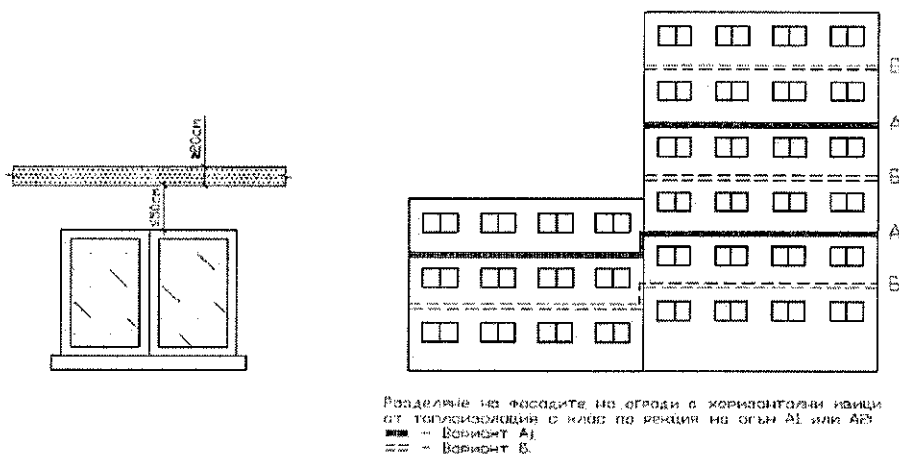 ≥20cm
≤50cm
Б
А
Б
А
Б
Разделяне на фасадите на сгради с хоризонтални ивици
от топлоизолация с клас по реакция на огън А1 или А2
- Вариант А)
- Вариант Б.